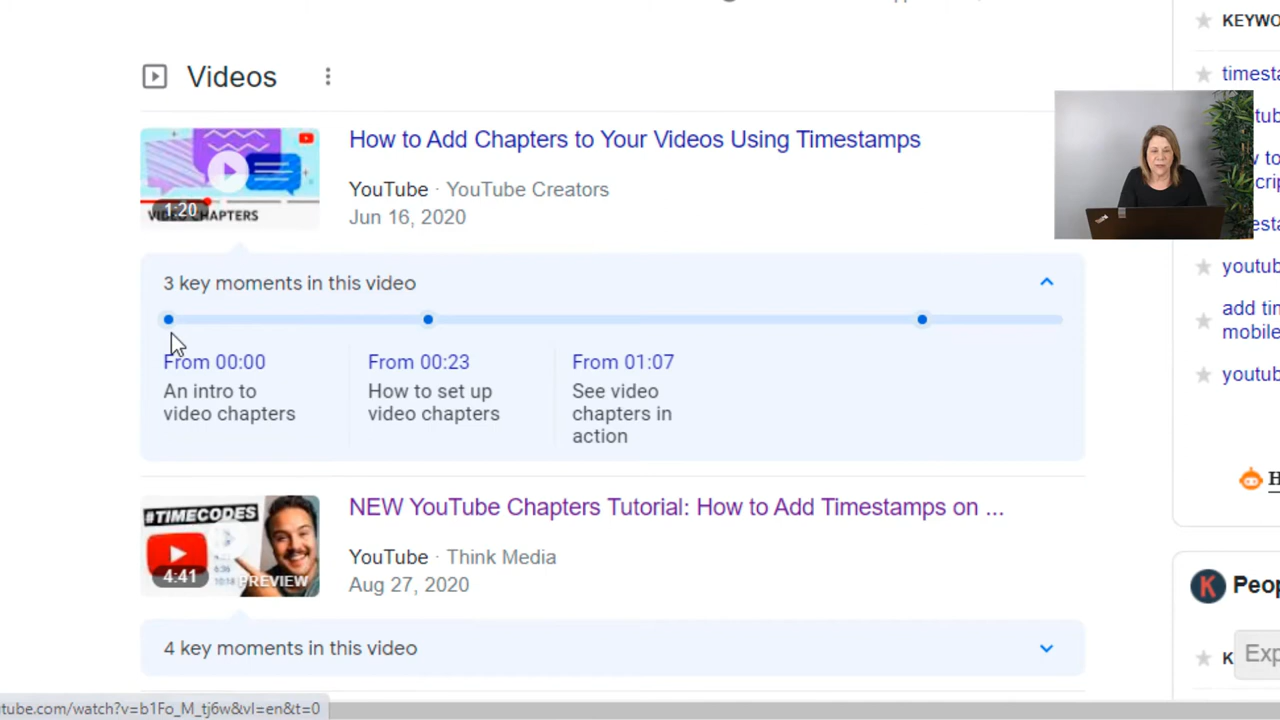 Videos
1:20
VIDEO CHAPTERS
How to Add Chapters to Your Videos Using Timestamps
YouTube · YouTube Creators
Jun 16, 2020
3 key moments in this video
From 00:00
An intro to
video chapters
From 00:23
How to set up
video chapters
From 01:07
See video
chapters in
action
#TIMECODES
PREVIEW
4:41
NEW YouTube Chapters Tutorial: How to Add Timestamps on ...
YouTube · Think Media
Aug 27, 2020
4 key moments in this video
tube.com/watch?v=b1Fo_M_tj6w&vl=en&t=0
KEYWO
timesta
youtub
add tim
mobile
youtub
K
Peop
K
Exp